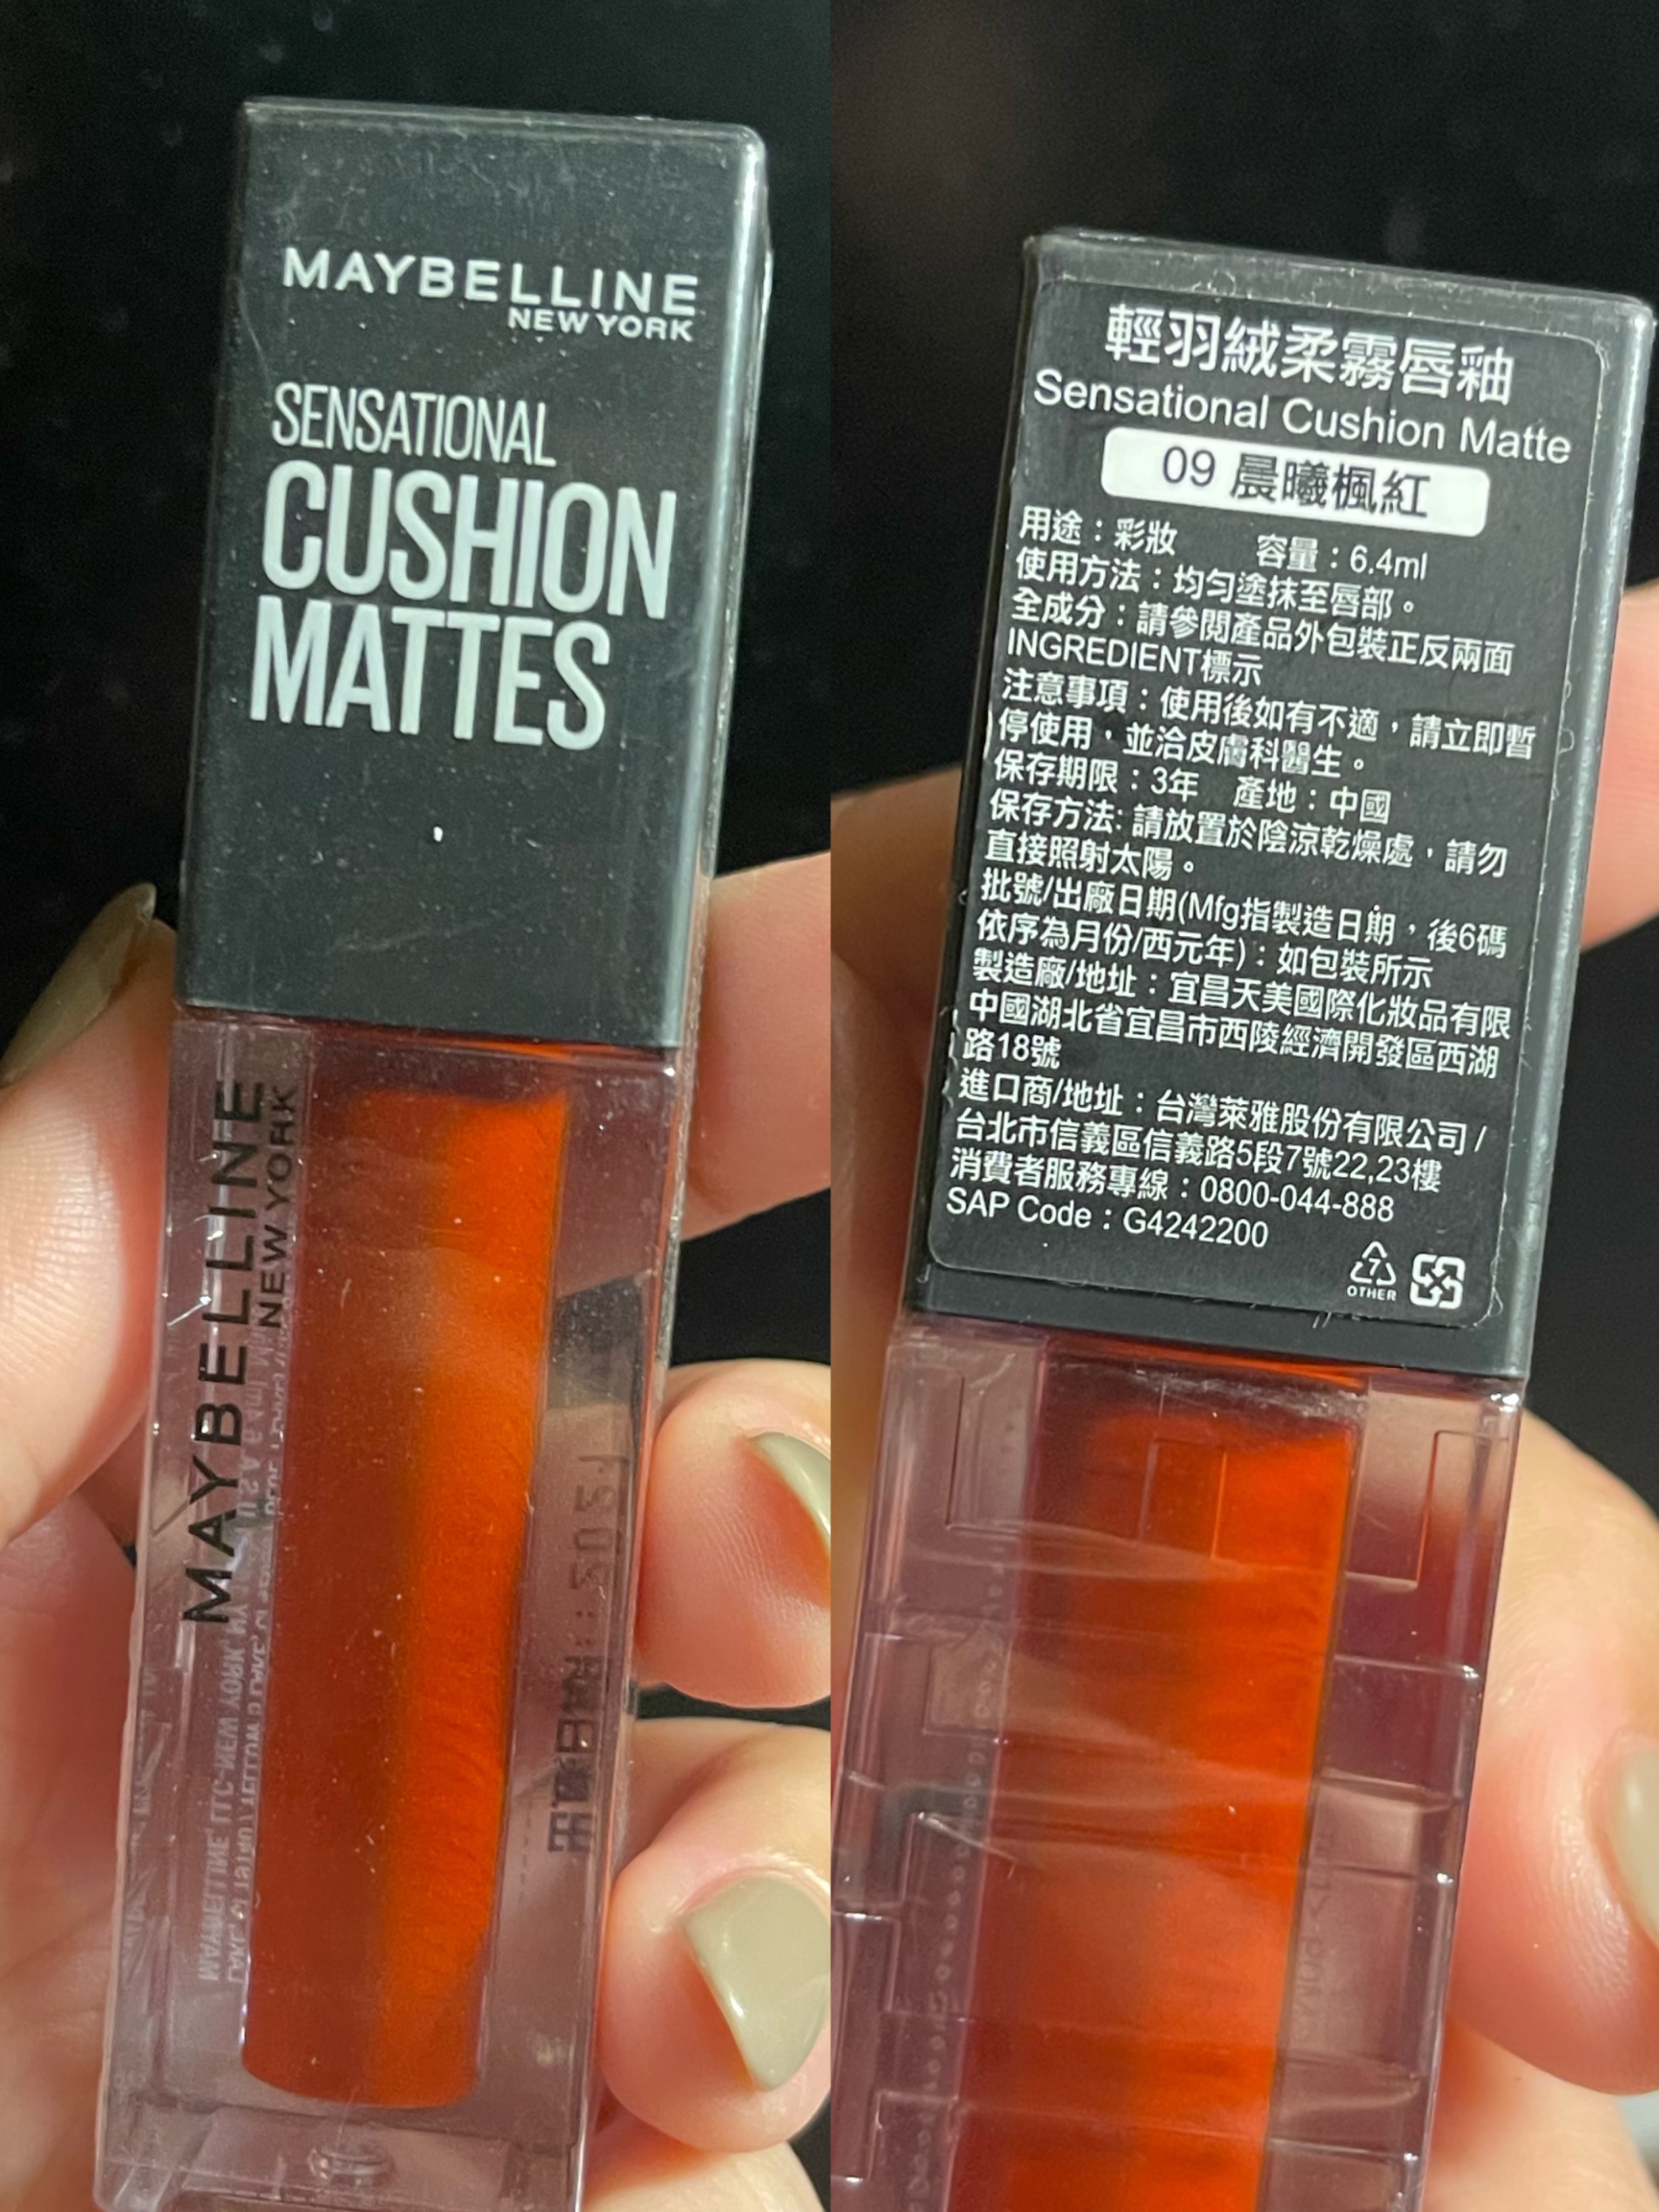 MAYBELLINE
NEW YORK
SENSATIONAL
CUSHION
MATTES
MAYBELLINE
NEW YORK
輕羽絨柔霧唇釉
Sensational Cushion Matte
09 晨曦楓紅
用途：彩妝 容量：6.4ml
使用方法：均勻塗抹至唇部。
全成分：請參閱產品外包裝正反兩面
INGREDIENT標示
注意事項：使用後如有不適，請立即暫
停使用，並洽皮膚科醫生。
保存期限：3年 產地：中國
保存方法: 請放置於陰涼乾燥處，請勿
直接照射太陽。
批號/出廠日期(Mfg指製造日期，後6碼
依序為月份/西元年)：如包裝所示
製造廠/地址：宜昌天美國際化妝品有限
中國湖北省宜昌市西陵經濟開發區西湖
路18號
進口商/地址：台灣萊雅股份有限公司 /
台北市信義區信義路5段7號22,23樓
消費者服務專線：0800-044-888
SAP Code：G4242200
7
OTHER